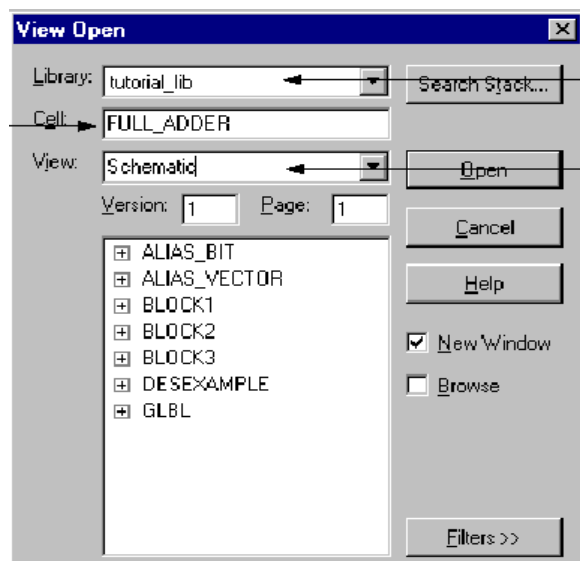 View Open
Library: tutorial_lib Search Stack...
Cell: FULL_ADDER
View: Schematic Open
Version: 1 Page: 1
Cancel
ALIAS_BIT
ALIAS_VECTOR
Help
BLOCK1
BLOCK2
BLOCK3
New Window
DESEXAMPLE
Browse
GLBL
Filters >>